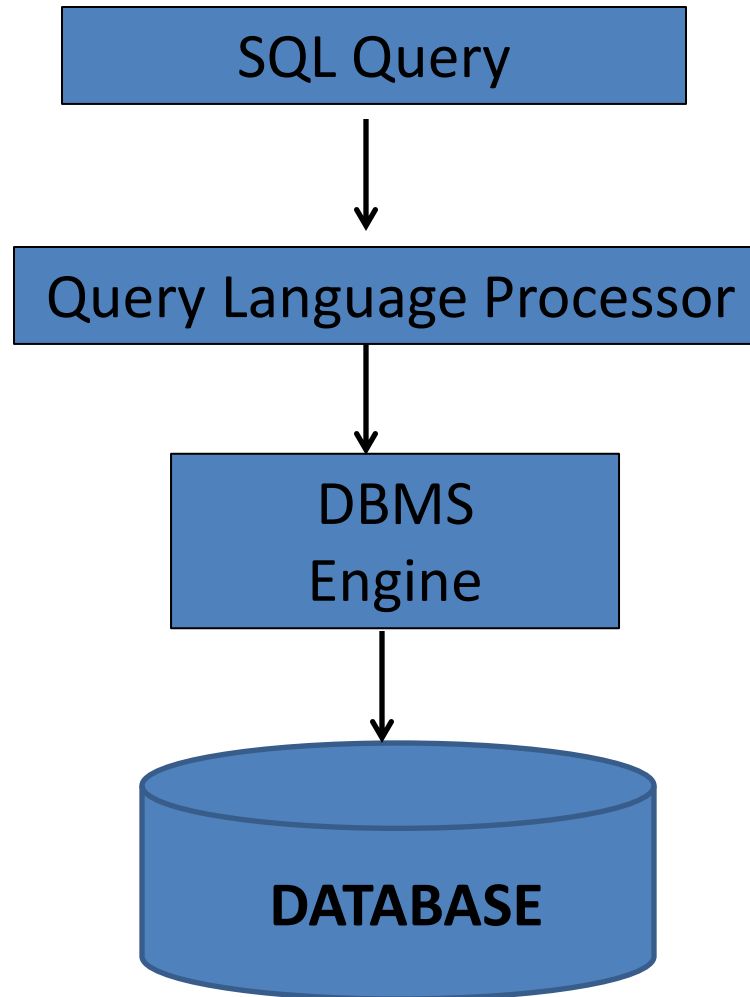 SQL Query
Query Language Processor
DBMS
Engine
DATABASE